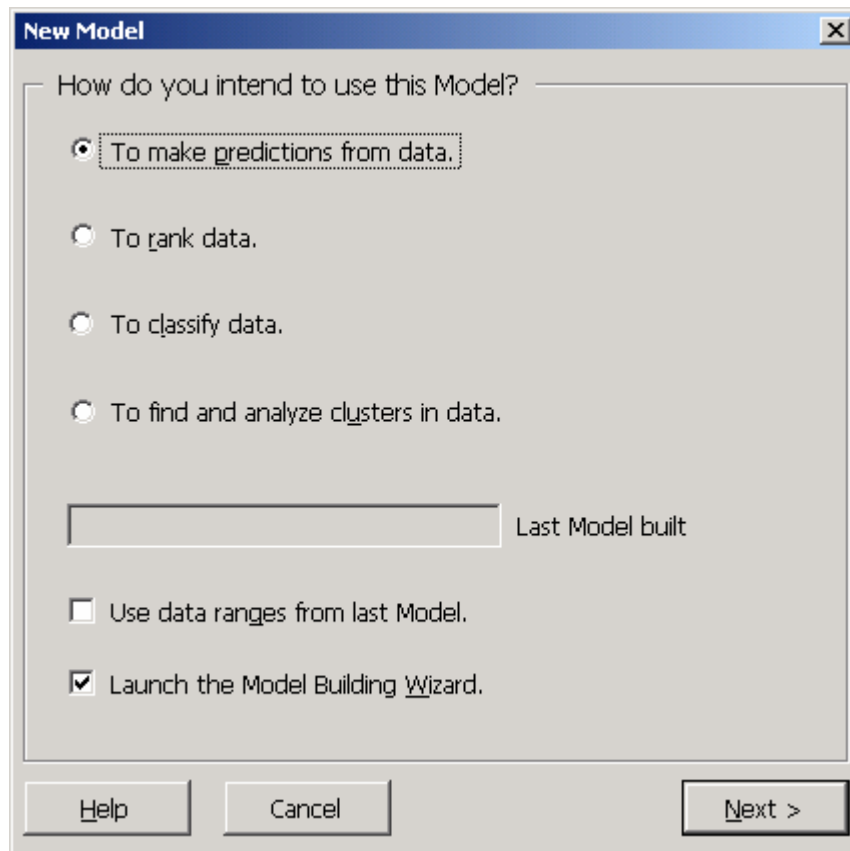 New Model
How do you intend to use this Model?
To make predictions from data.
To rank data.
To classify data.
To find and analyze clusters in data.
Last Model built
Use data ranges from last Model.
Launch the Model Building Wizard.
Help Cancel Next >